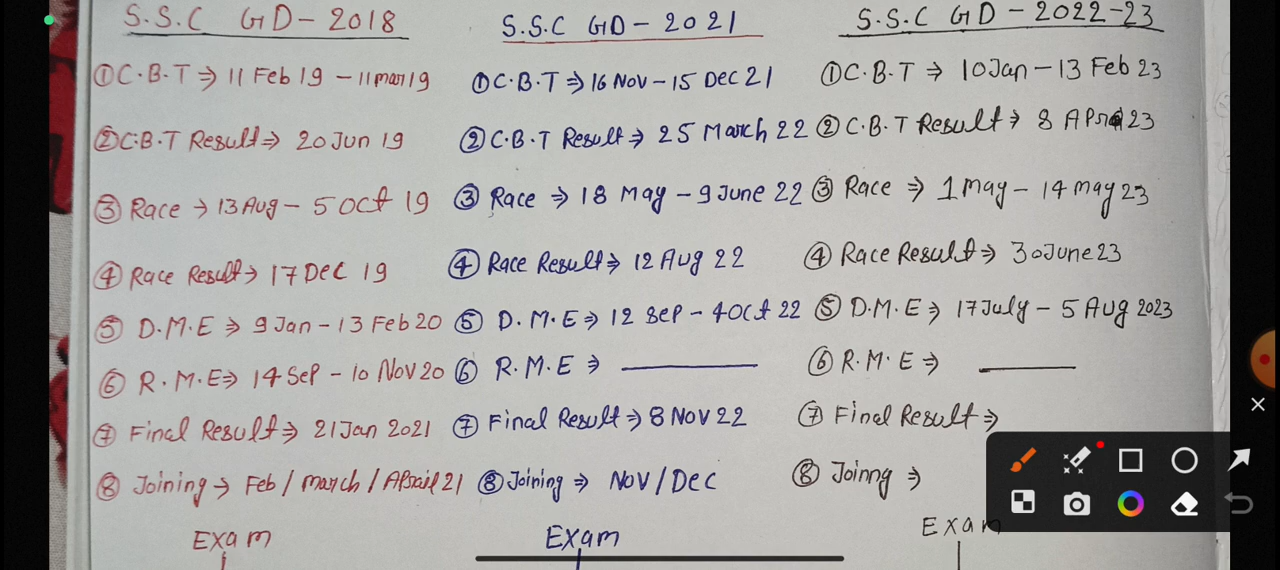 S.S.C GD - 2018
① C.B.T ⇒ 11 Feb 19 - 11 mar 19
② C.B.T Result ⇒ 20 Jun 19
③ Race → 13 Aug - 5 Oct 19
④ Race Result → 17 Dec 19
⑤ D.M.E ⇒ 9 Jan - 13 Feb 20
⑥ R.M.E ⇒ 14 Sep - 10 Nov 20
⑦ Final Result ⇒ 21 Jan 2021
⑧ Joining → Feb / march / Aprail 21
Exam
S.S.C GD - 2021
① C.B.T ⇒ 16 Nov - 15 Dec 21
② C.B.T Result ⇒ 25 March 22
③ Race ⇒ 18 May - 9 June 22
④ Race Result ⇒ 12 Aug 22
⑤ D.M.E ⇒ 12 Sep - 4 Oct 22
⑥ R.M.E ⇒ ———
⑦ Final Result ⇒ 8 Nov 22
⑧ Joining ⇒ Nov / Dec
Exam
S.S.C GD - 2022-23
① C.B.T ⇒ 10 Jan - 13 Feb 23
② C.B.T Result ⇒ 8 23
③ Race ⇒ 1 May - 14 may 23
④ Race Result ⇒ 30 June 23
⑤ D.M.E ⇒ 17 July - 5 Aug 2023
⑥ R.M.E ⇒ ———
⑦ Final Result ⇒
⑧ Joinng ⇒
Exam